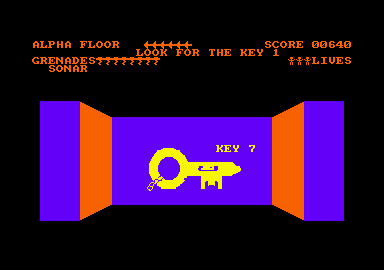 ALPHA FLOOR SCORE 00640
LOOK FOR THE KEY 1
GRENADES LIVES
SONAR
KEY 7